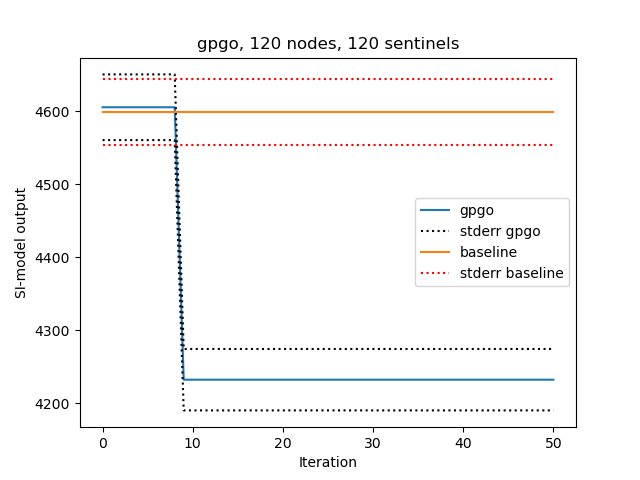 gpgo, 120 nodes, 120 sentinels
SI-model output
4600
4500
4400
4300
4200
gpgo
stderr gpgo
baseline
stderr baseline
0 10 20 30 40 50
Iteration